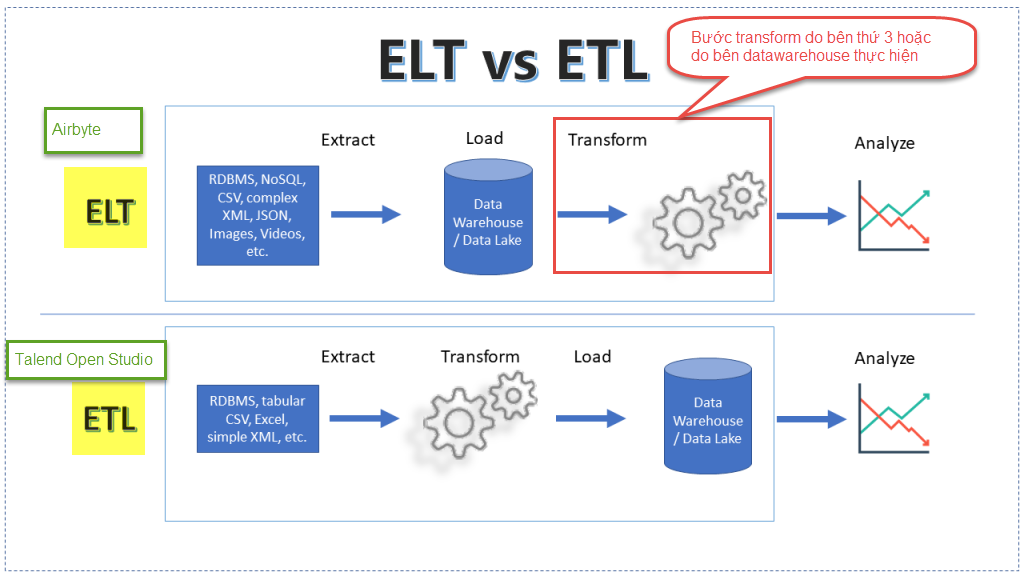 ELT vs ETL
Bước transform do bên thứ 3 hoặc
do bên datawarehouse thực hiện
Airbyte
ELT
Extract
Load
Transform
Analyze
RDBMS, NoSQL,
CSV, complex
XML, JSON,
Images, Videos,
etc.
Data
Warehouse
/ Data Lake
Talend Open Studio
ETL
Extract
Transform
Load
Analyze
RDBMS, tabular
CSV, Excel,
simple XML, etc.
Data
Warehouse
/ Data Lake